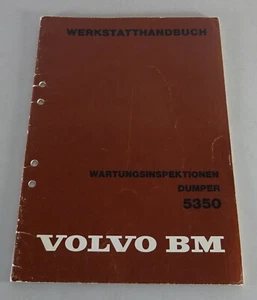 WERKSTATTHANDBUCH
WARTUNGSINSPEKTIONEN
DUMPER
5350
VOLVO BM